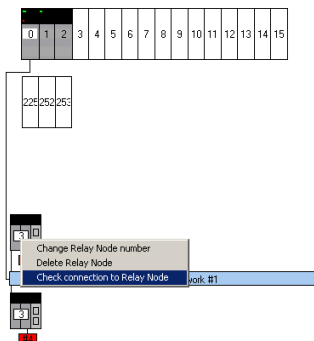 0 1 2 3 4 5 6 7 8 9 10 11 12 13 14 15
225 252 253
3
Change Relay Node number
Delete Relay Node
Check connection to Relay Node
work #1
3
#4